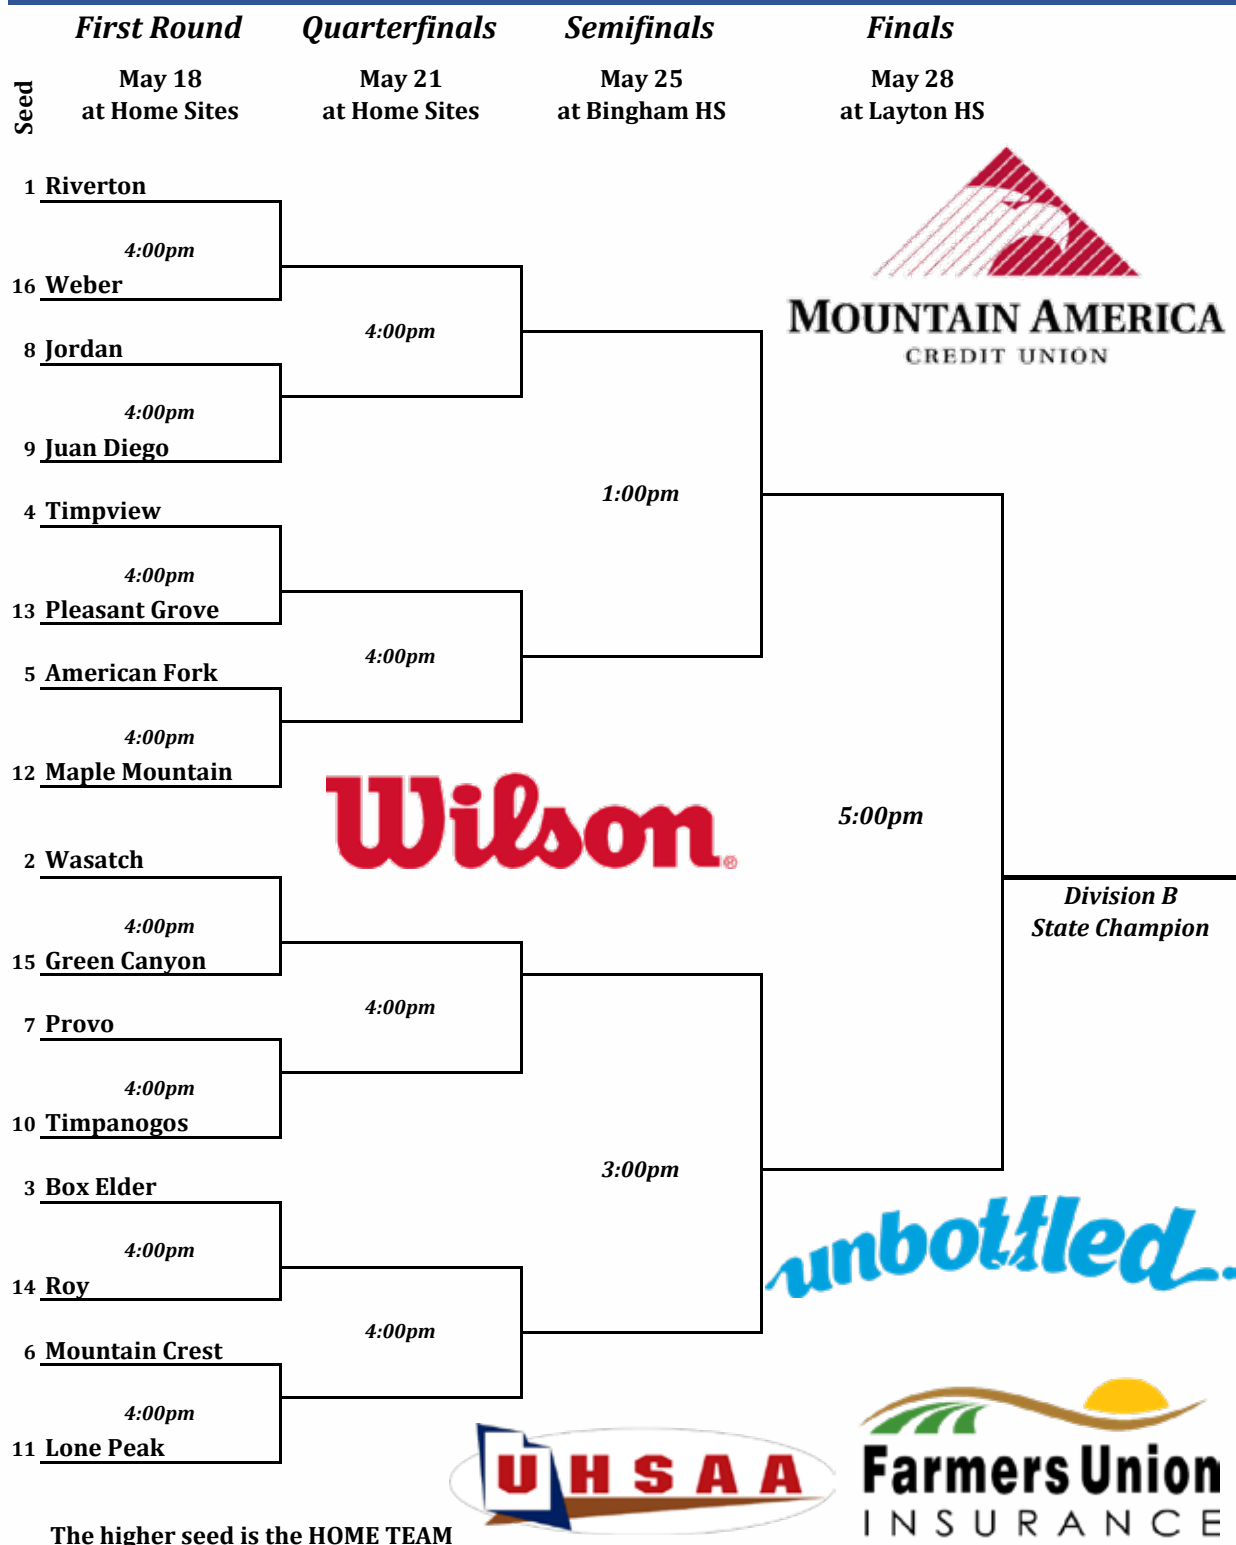 First Round Quarterfinals Semifinals Finals
Seed
May 18 May 21 May 25 May 28
at Home Sites at Home Sites at Bingham HS at Layton HS
1 Riverton
4:00pm
16 Weber
MOUNTAIN AMERICA
CREDIT UNION
4:00pm
8 Jordan
4:00pm
9 Juan Diego
1:00pm
4 Timpview
4:00pm
13 Pleasant Grove
4:00pm
5 American Fork
4:00pm
12 Maple Mountain
Wilson®
5:00pm
2 Wasatch
Division B
State Champion
4:00pm
15 Green Canyon
4:00pm
7 Provo
4:00pm
10 Timpanogos
3:00pm
3 Box Elder
4:00pm
14 Roy
unbottled.
4:00pm
6 Mountain Crest
4:00pm
11 Lone Peak
UHSAA
Farmers Union
INSURANCE
The higher seed is the HOME TEAM